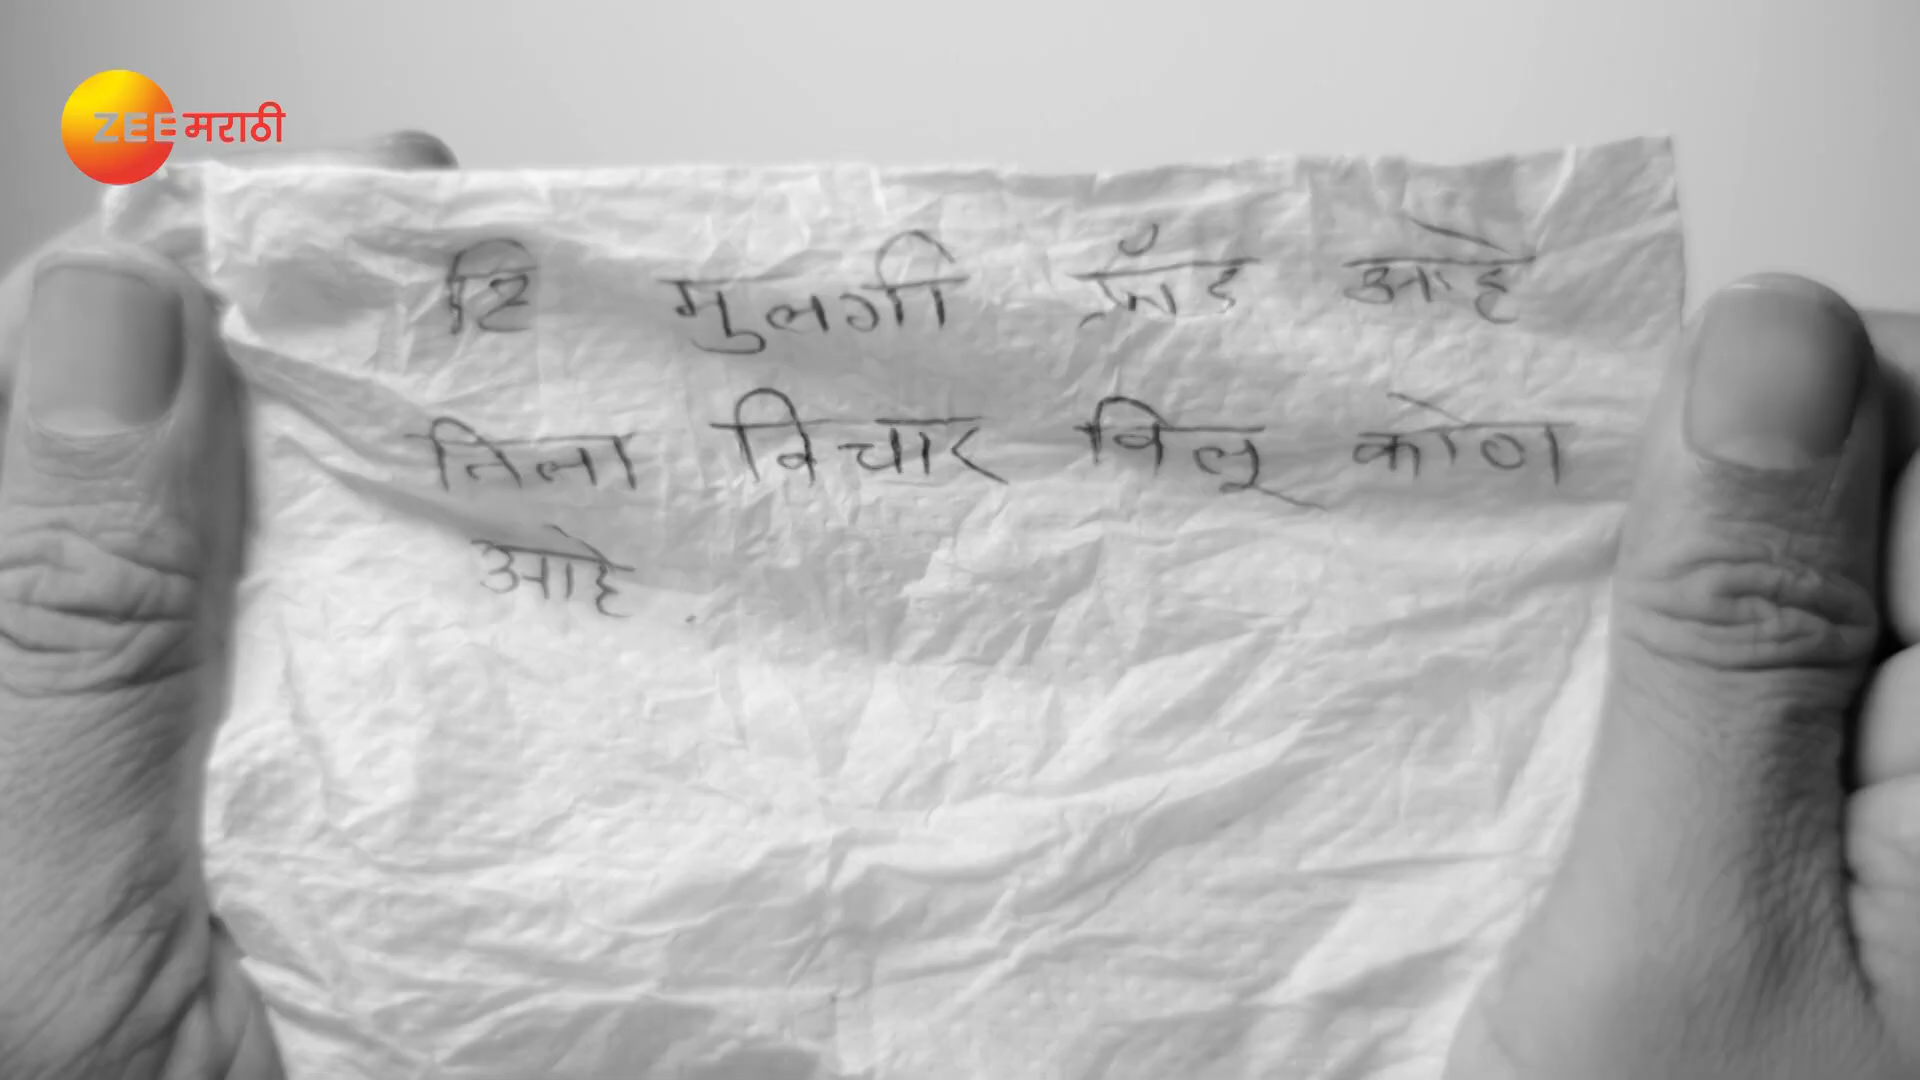 ZEE मराठी
हि मुलगी फ्रॉड आहे
तिला विचार विलू कोण
आहे.